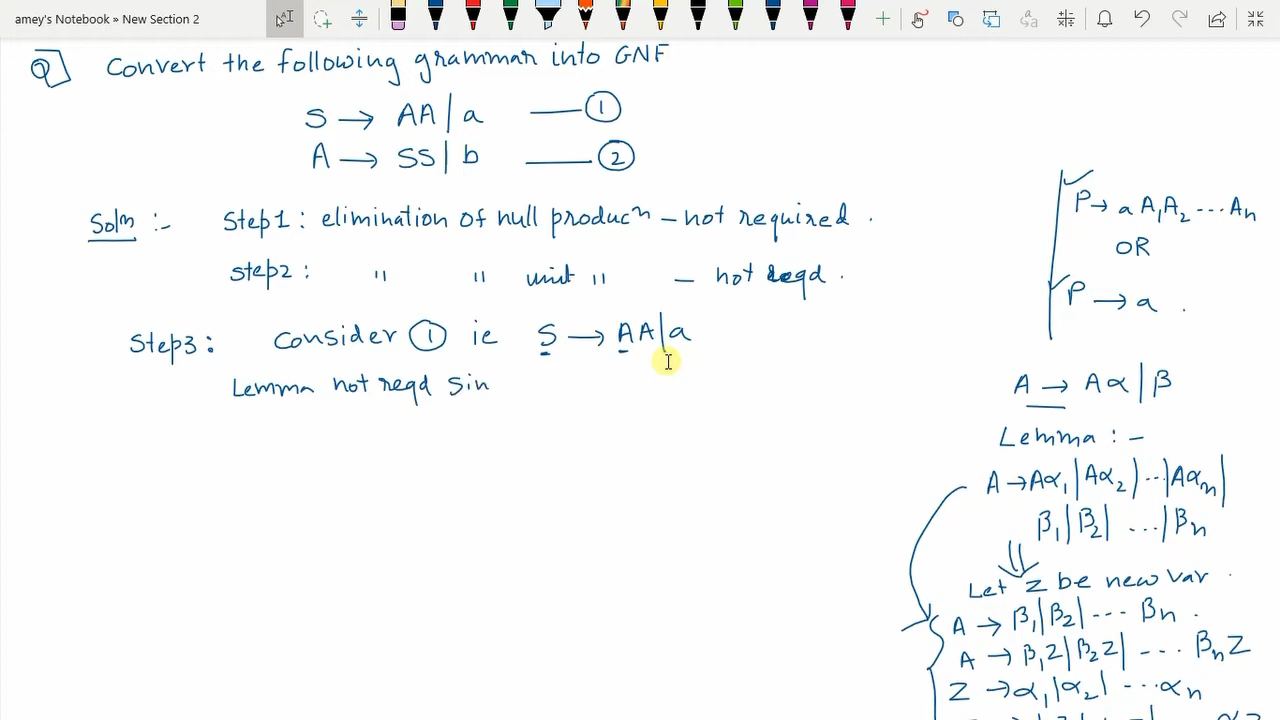 amey's Notebook » New Section 2
Q] Convert the following grammar into GNF
S → AA | a —— ①
A → SS | b —— ②
Solⁿ :- Step1 : elimination of null producⁿ – not required .
Step2 : " " unit " – not reqd .
Step3 : Consider ① ie S → AA | a
Lemma not reqd Sin
P → a A₁A₂ ... Aₙ
OR
P → a .
A → Aα | β
Lemma : -
A → Aα₁ | Aα₂ | ... | Aαₙ |
β₁ | β₂ | ... | βₙ
Let Z be new var .
A → β₁ | β₂ | ... βₙ .
A → β₁Z | β₂Z | ... βₙZ
Z → α₁ | α₂ | ... αₙ